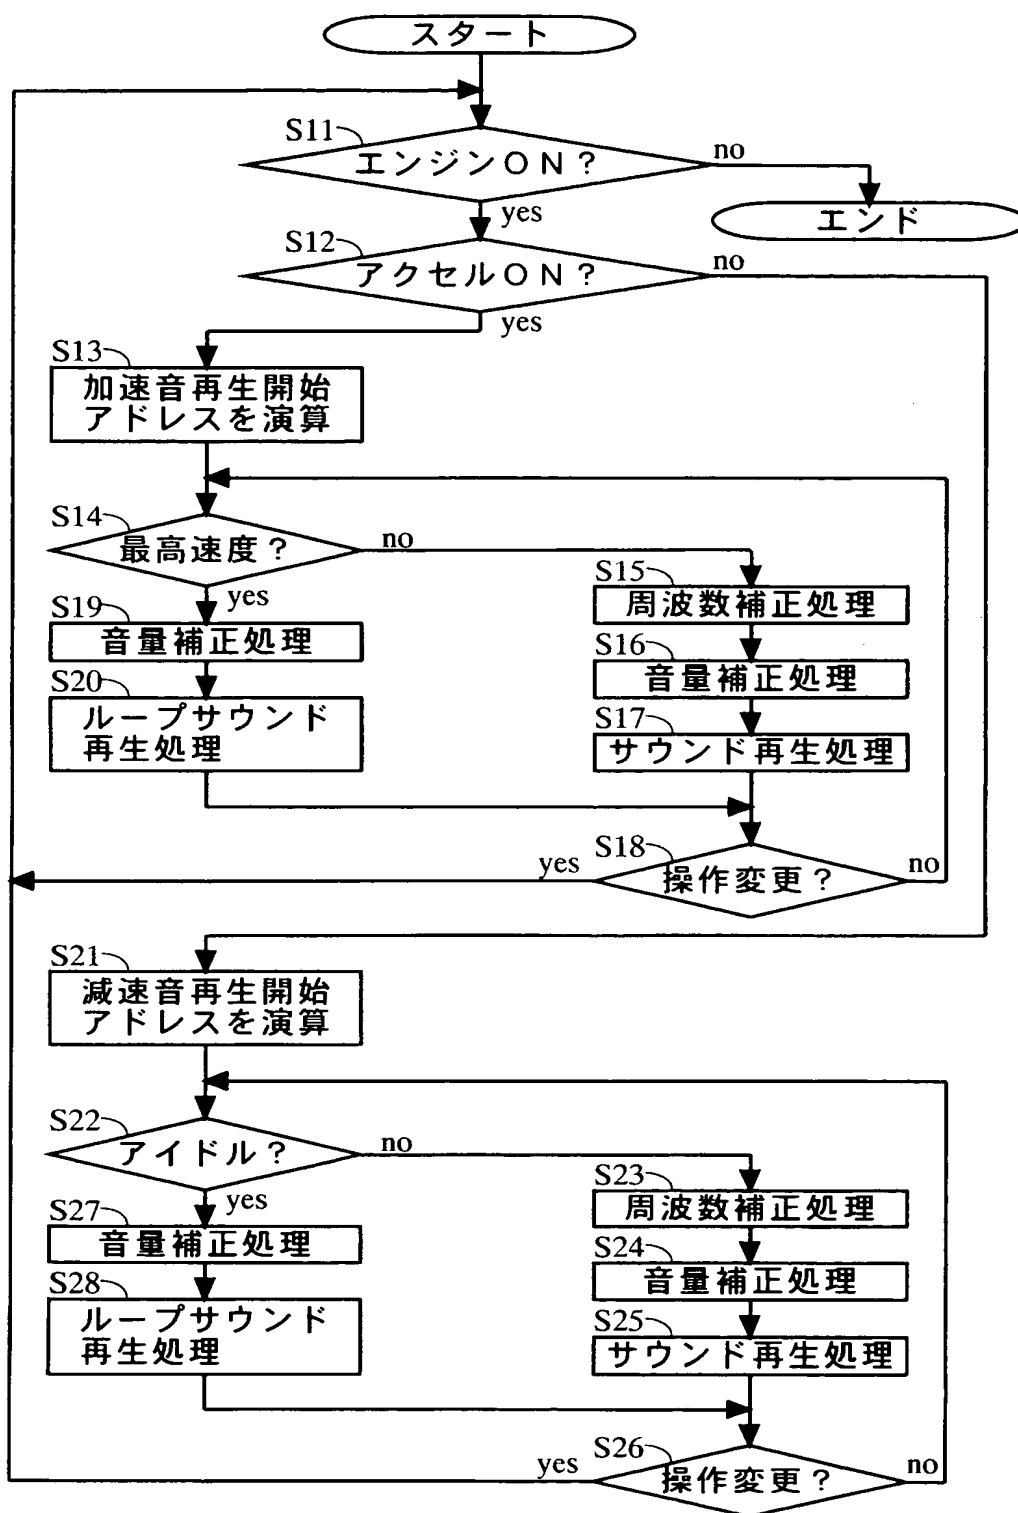 スタート
S11
エンジンON?
no
yes
エンド
S12
アクセルON?
no
yes
S13
加速音再生開始
アドレスを演算
S14
最高速度?
no
yes
S15
周波数補正処理
S19
音量補正処理
S16
音量補正処理
S20
ループサウンド
再生処理
S17
サウンド再生処理
S18
操作変更?
yes
no
S21
減速音再生開始
アドレスを演算
S22
アイドル?
no
yes
S23
周波数補正処理
S27
音量補正処理
S24
音量補正処理
S28
ループサウンド
再生処理
S25
サウンド再生処理
S26
操作変更?
yes
no